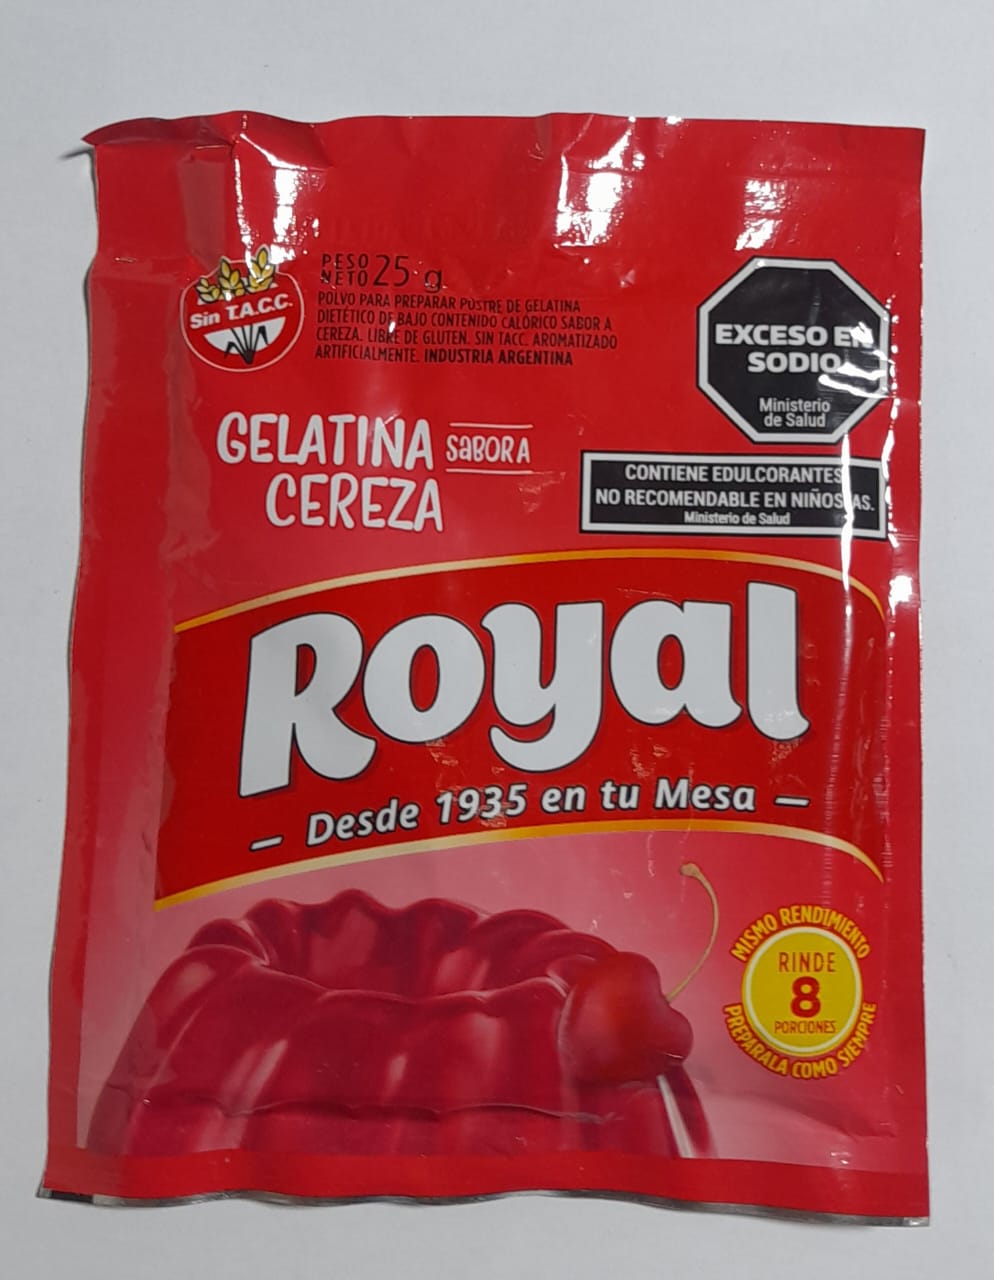 PESO
NETO 25 g
POLVO PARA PREPARAR POSTRE DE GELATINA
DIETÉTICO DE BAJO CONTENIDO CALÓRICO SABOR A
CEREZA. LIBRE DE GLUTEN. SIN TACC. AROMATIZADO
ARTIFICIALMENTE. INDUSTRIA ARGENTINA
Sin T.A.C.C.
EXCESO EN
SODIO
Ministerio
de Salud
GELATINA SABOR A
CEREZA
CONTIENE EDULCORANTES,
NO RECOMENDABLE EN NIÑOS/AS.
Ministerio de Salud
Royal
— Desde 1935 en tu Mesa —
MISMO RENDIMIENTO
RINDE
8
PORCIONES
PREPARALA COMO SIEMPRE